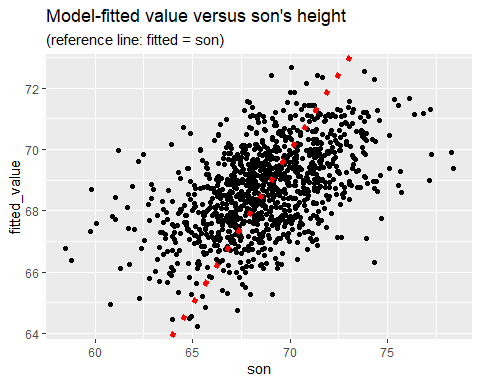 Model-fitted value versus son's height
(reference line: fitted = son)
72
70
68
66
64
fitted_value
60
65
70
75
son